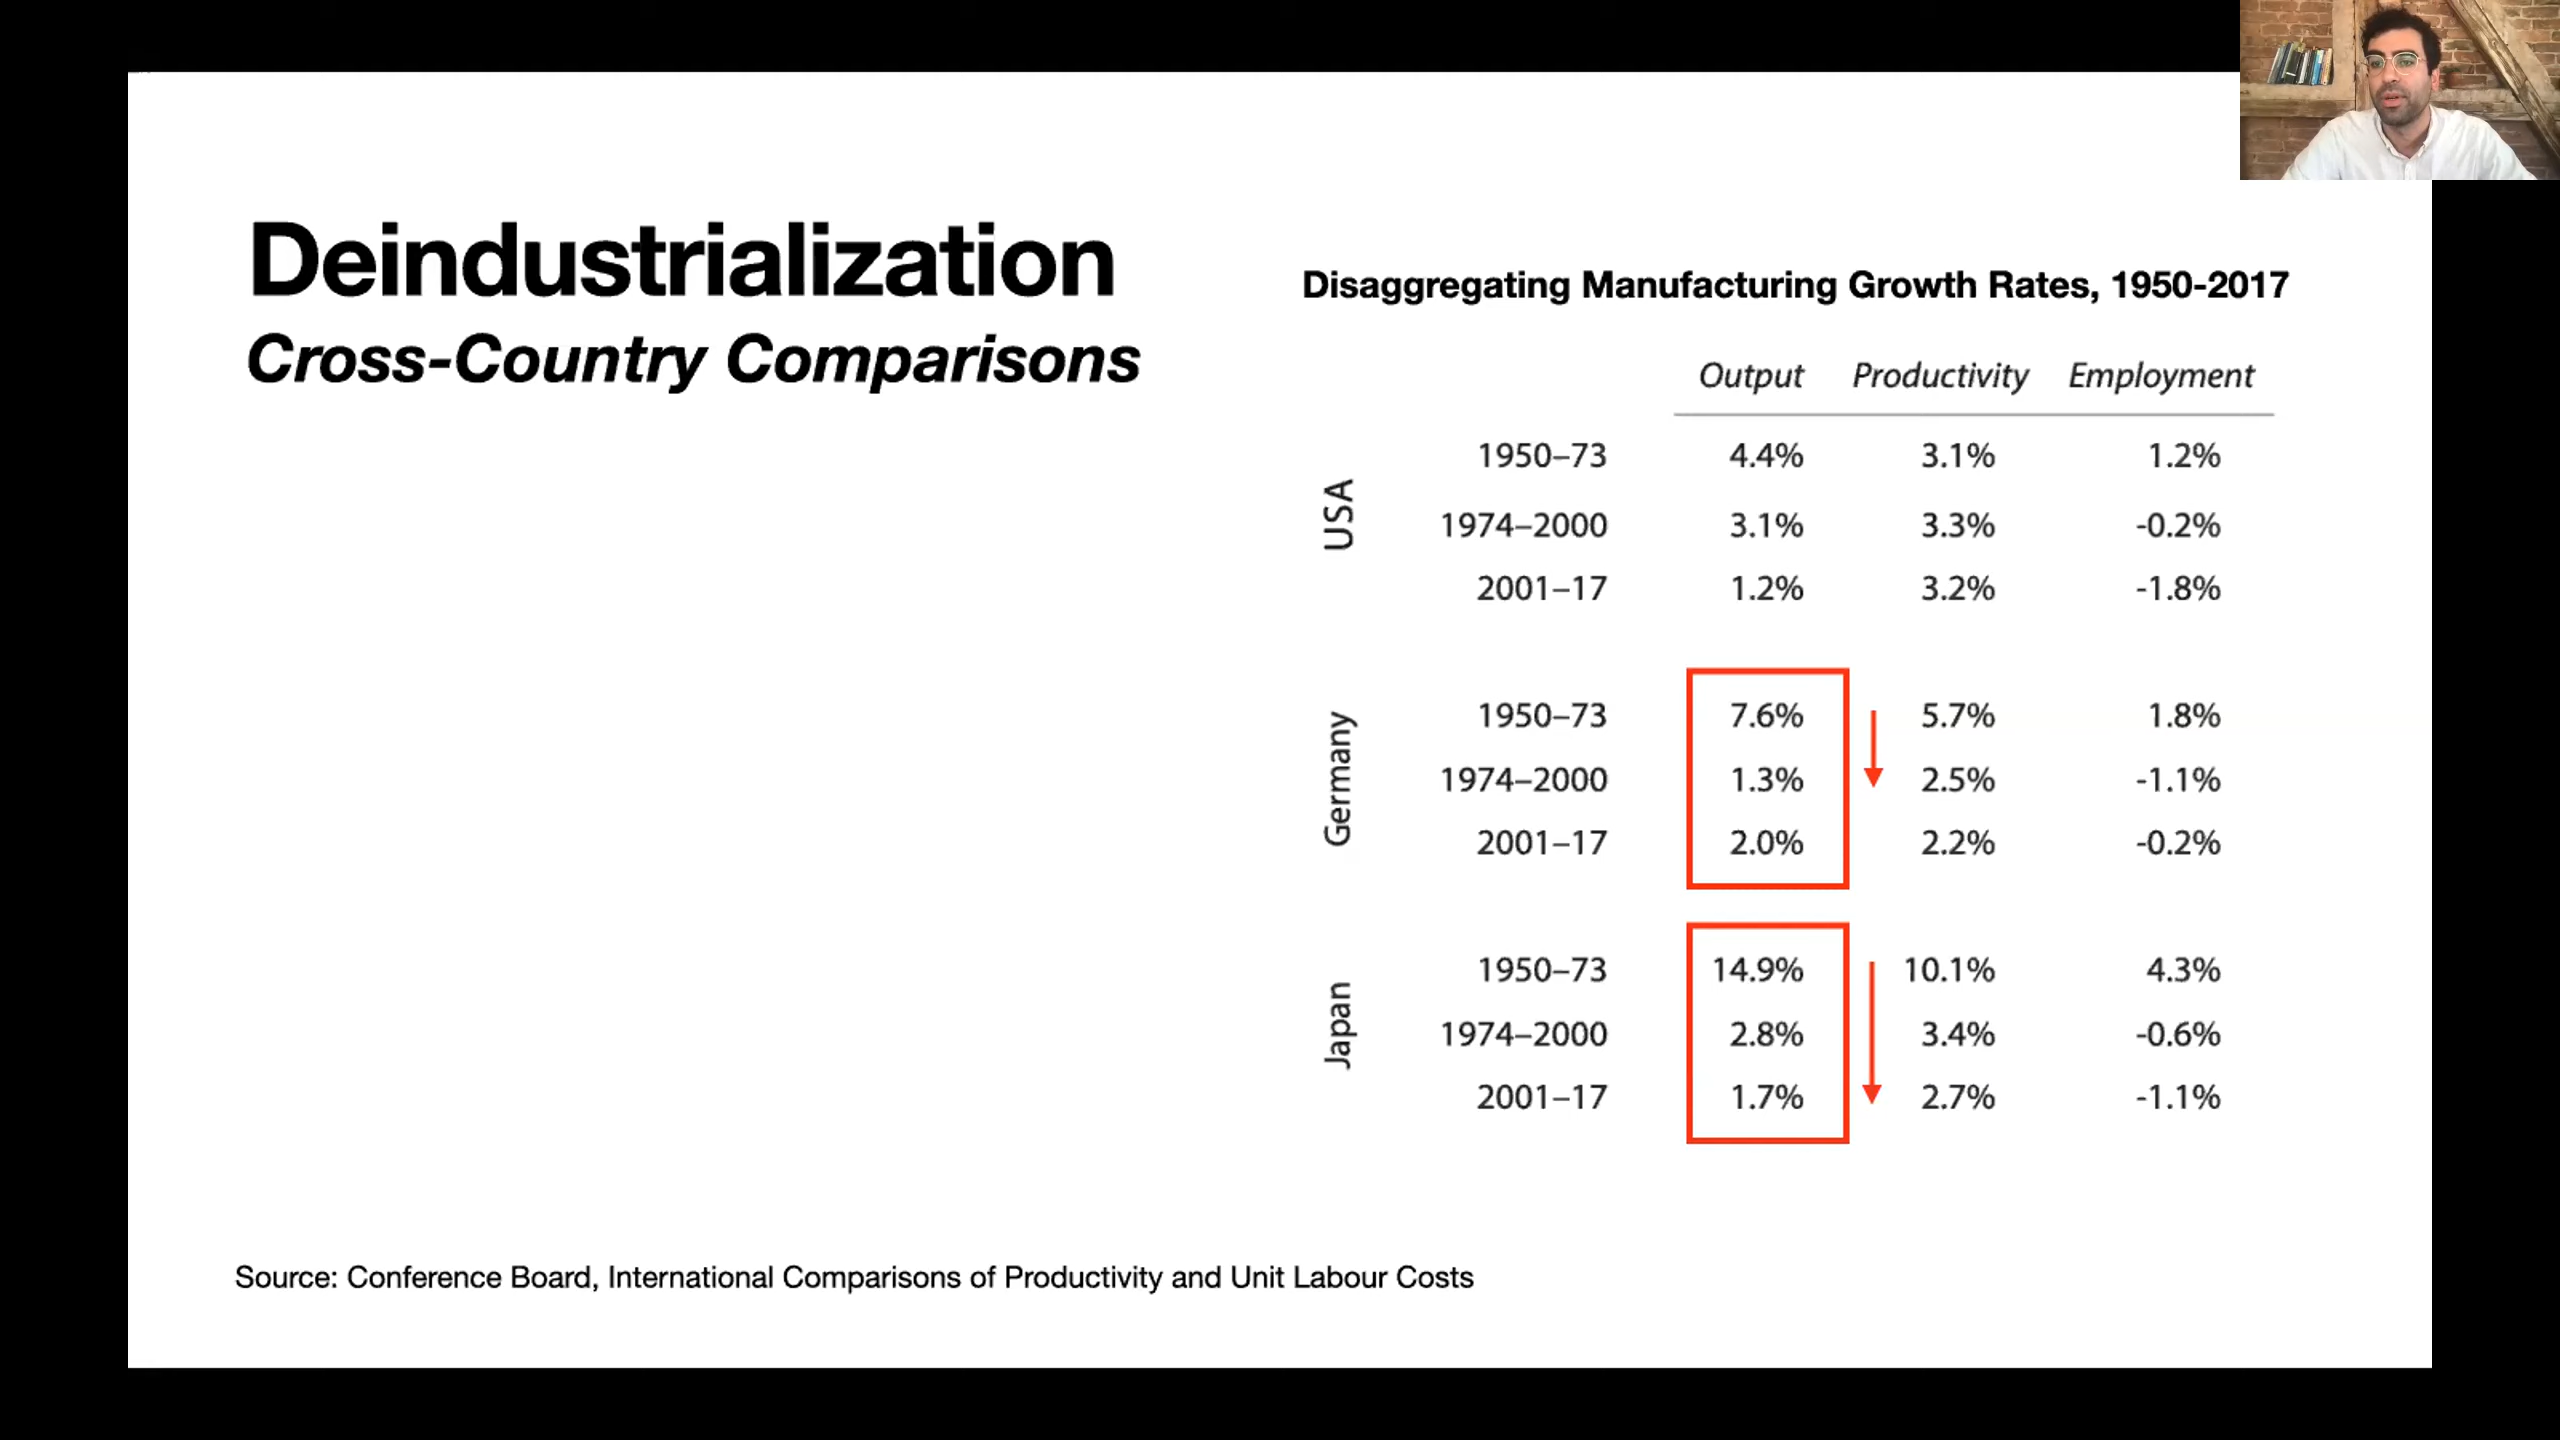 Deindustrialization
Cross-Country Comparisons
Disaggregating Manufacturing Growth Rates, 1950-2017
Output Productivity Employment
USA
1950–73 4.4% 3.1% 1.2%
1974–2000 3.1% 3.3% -0.2%
2001–17 1.2% 3.2% -1.8%
Germany
1950–73 7.6% 5.7% 1.8%
1974–2000 1.3% 2.5% -1.1%
2001–17 2.0% 2.2% -0.2%
Japan
1950–73 14.9% 10.1% 4.3%
1974–2000 2.8% 3.4% -0.6%
2001–17 1.7% 2.7% -1.1%
Source: Conference Board, International Comparisons of Productivity and Unit Labour Costs